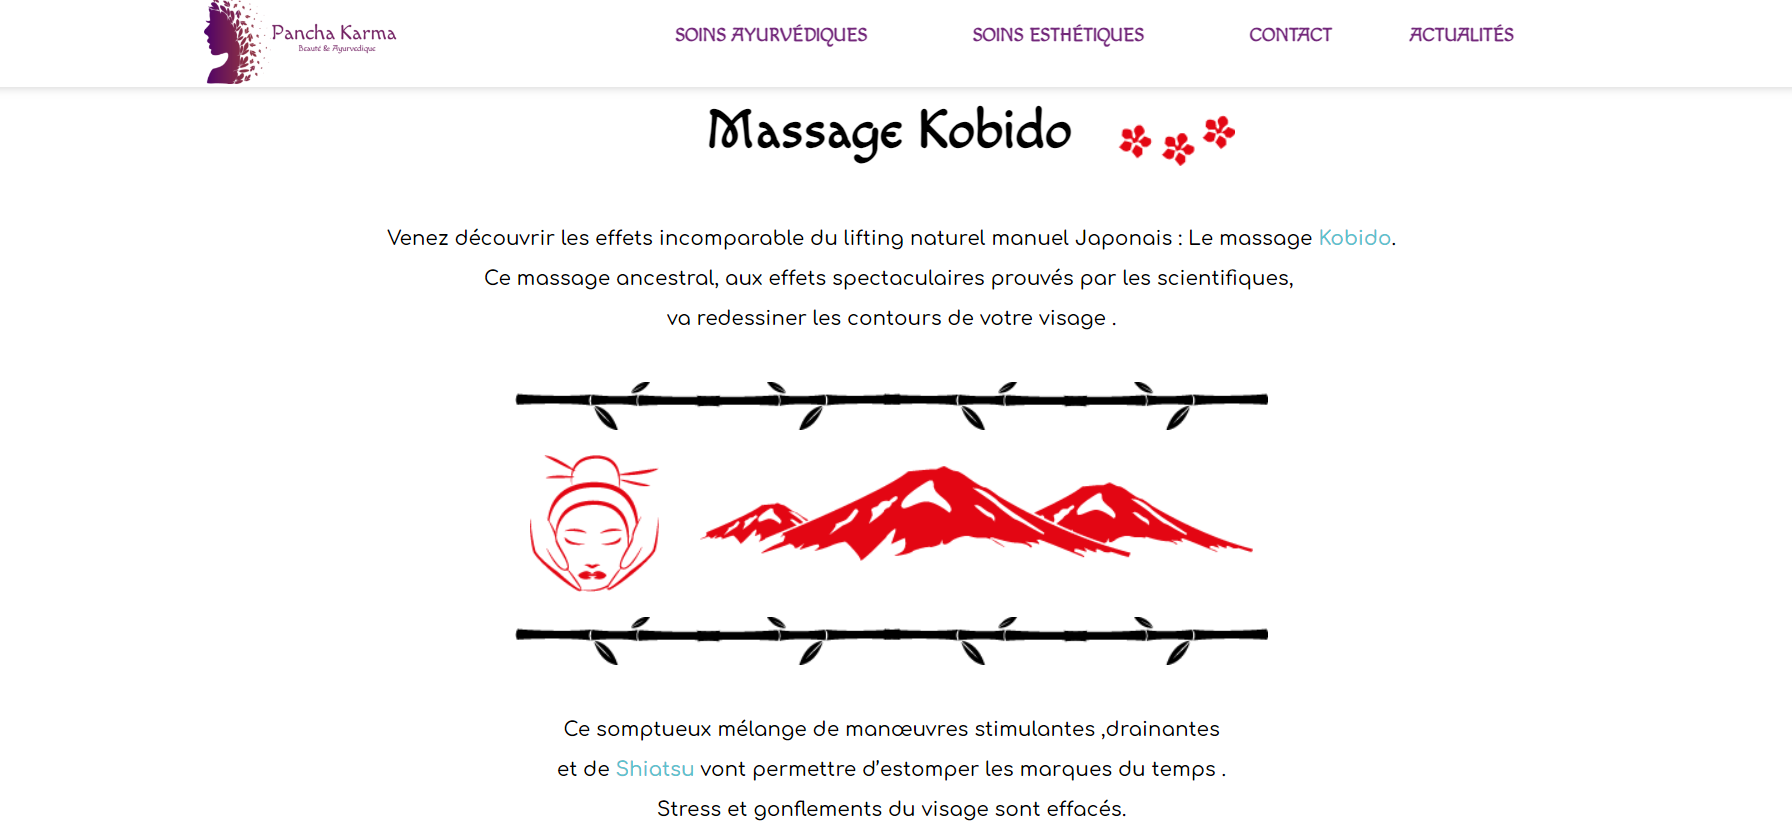 Pancha Karma
Beauté & Ayurvedique
SOINS AYURVÉDIQUES
SOINS ESTHÉTIQUES
CONTACT
ACTUALITÉS
Massage Kobido
Venez découvrir les effets incomparable du lifting naturel manuel Japonais : Le massage Kobido.
Ce massage ancestral, aux effets spectaculaires prouvés par les scientifiques,
va redessiner les contours de votre visage .
Ce somptueux mélange de manœuvres stimulantes ,drainantes
et de Shiatsu vont permettre d’estomper les marques du temps .
Stress et gonflements du visage sont effacés.